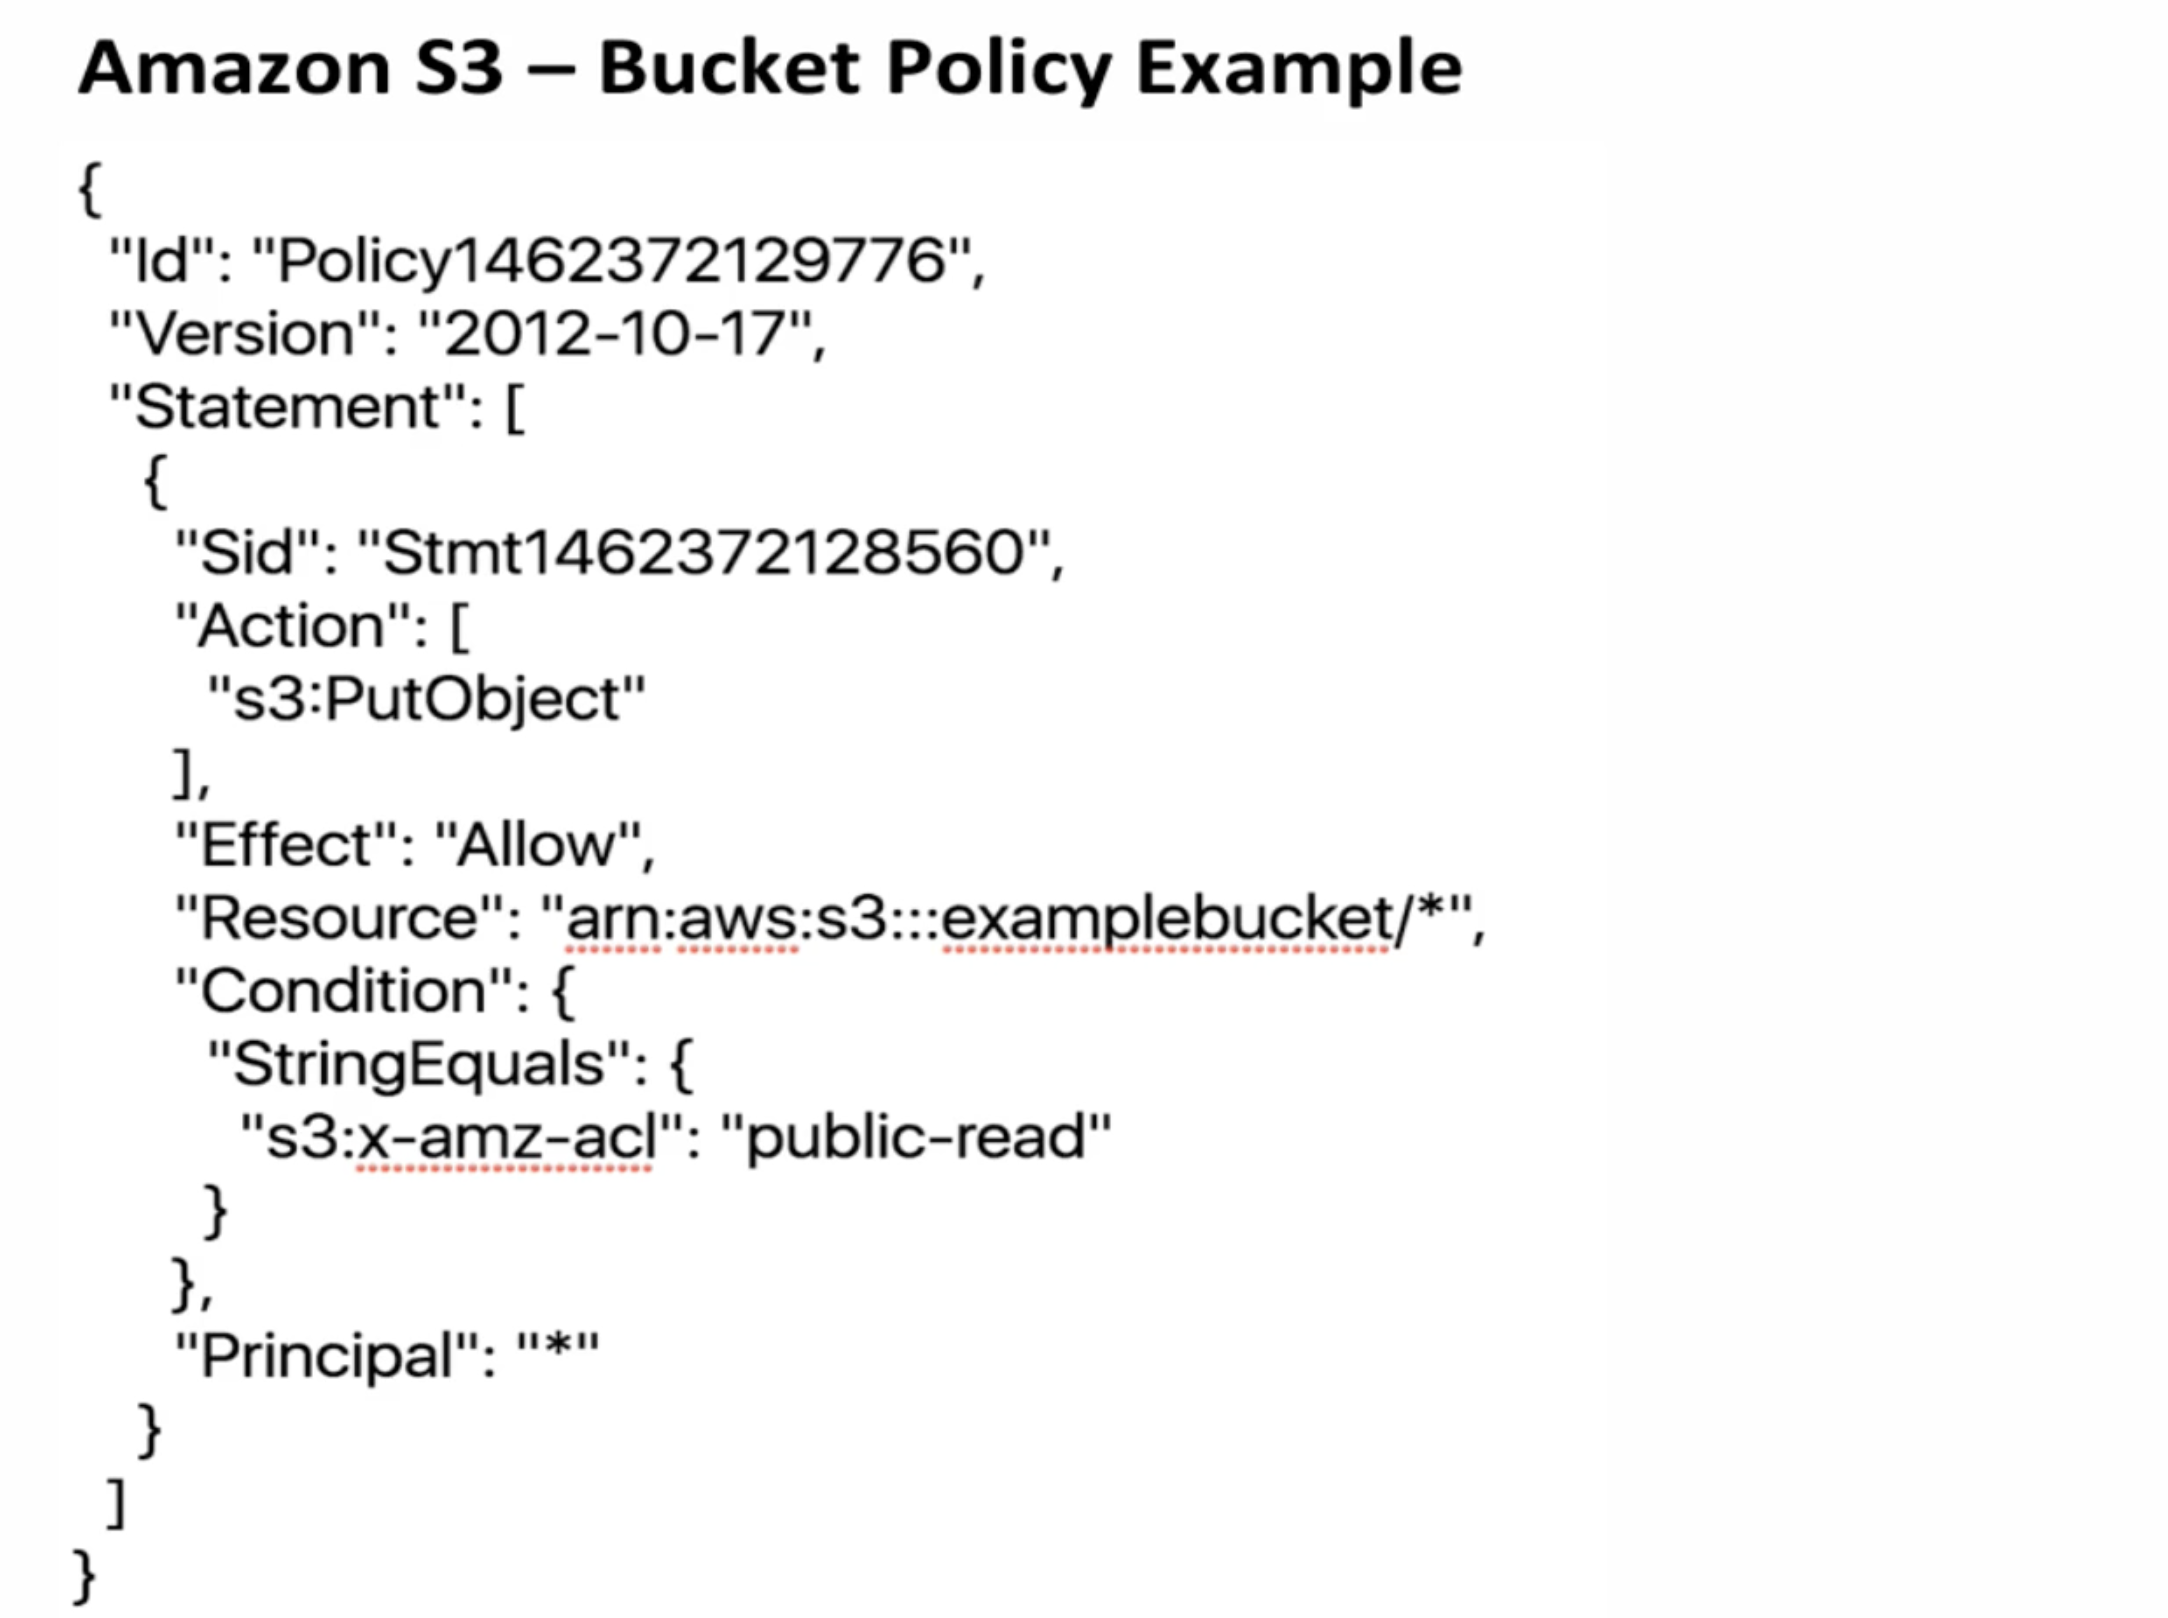 Amazon S3 – Bucket Policy Example
{
"Id": "Policy1462372129776",
"Version": "2012-10-17",
"Statement": [
{
"Sid": "Stmt1462372128560",
"Action": [
"s3:PutObject"
],
"Effect": "Allow",
"Resource": "arn:aws:s3:::examplebucket/*",
"Condition": {
"StringEquals": {
"s3:x-amz-acl": "public-read"
}
},
"Principal": "*"
}
]
}